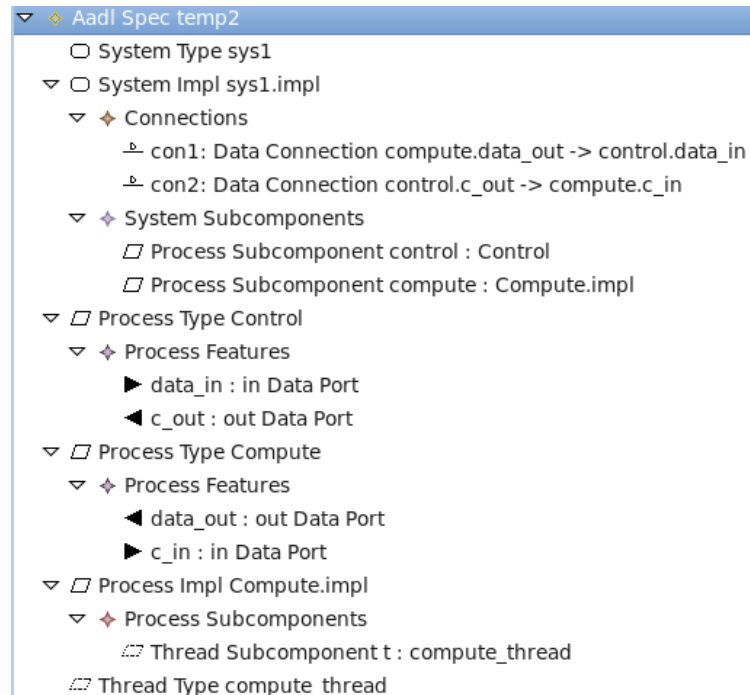 Aadl Spec temp2
System Type sys1
System Impl sys1.impl
Connections
con1: Data Connection compute.data_out -> control.data_in
con2: Data Connection control.c_out -> compute.c_in
System Subcomponents
Process Subcomponent control : Control
Process Subcomponent compute : Compute.impl
Process Type Control
Process Features
data_in : in Data Port
c_out : out Data Port
Process Type Compute
Process Features
data_out : out Data Port
c_in : in Data Port
Process Impl Compute.impl
Process Subcomponents
Thread Subcomponent t : compute_thread
Thread Type compute_thread